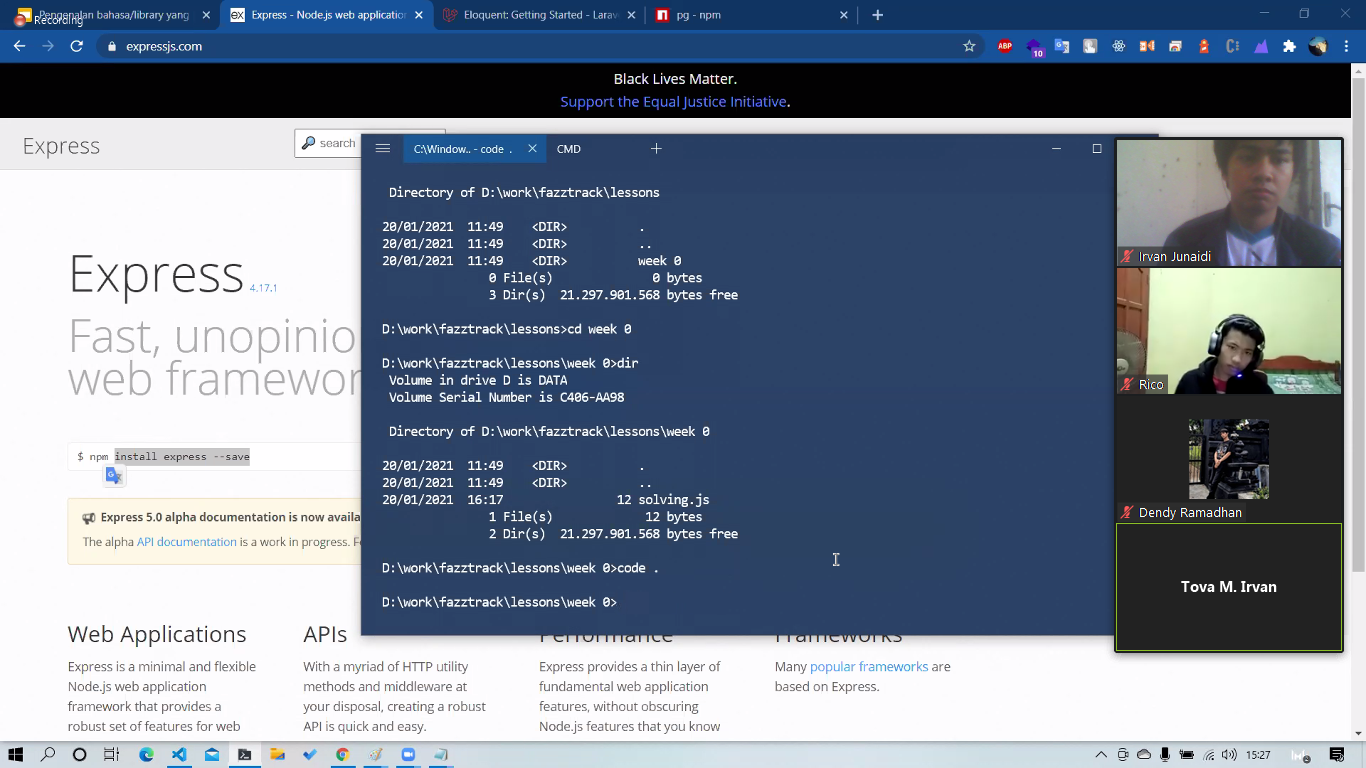 Recording
Pengenalan bahasa/library yang
Express - Node.js web application
Eloquent: Getting Started - Larav
pg - npm
expressjs.com
ABP
10
Black Lives Matter.
Support the Equal Justice Initiative.
Express
search
Express 4.17.1
Fast, unopinio
web framewor
$ npm install express --save
Express 5.0 alpha documentation is now availa
The alpha API documentation is a work in progress. F
Web Applications
Express is a minimal and flexible
Node.js web application
framework that provides a
robust set of features for web
APIs
With a myriad of HTTP utility
methods and middleware at
your disposal, creating a robust
API is quick and easy.
Performance
Express provides a thin layer of
fundamental web application
features, without obscuring
Node.js features that you know
Frameworks
Many popular frameworks are
based on Express.
C:\Window.. - code .
CMD
Directory of D:\work\fazztrack\lessons
20/01/2021 11:49 <DIR> .
20/01/2021 11:49 <DIR> ..
20/01/2021 11:49 <DIR> week 0
0 File(s) 0 bytes
3 Dir(s) 21.297.901.568 bytes free
D:\work\fazztrack\lessons>cd week 0
D:\work\fazztrack\lessons\week 0>dir
Volume in drive D is DATA
Volume Serial Number is C406-AA98
Directory of D:\work\fazztrack\lessons\week 0
20/01/2021 11:49 <DIR> .
20/01/2021 11:49 <DIR> ..
20/01/2021 16:17 12 solving.js
1 File(s) 12 bytes
2 Dir(s) 21.297.901.568 bytes free
D:\work\fazztrack\lessons\week 0>code .
D:\work\fazztrack\lessons\week 0>
Irvan Junaidi
Rico
Dendy Ramadhan
Tova M. Irvan
15:27